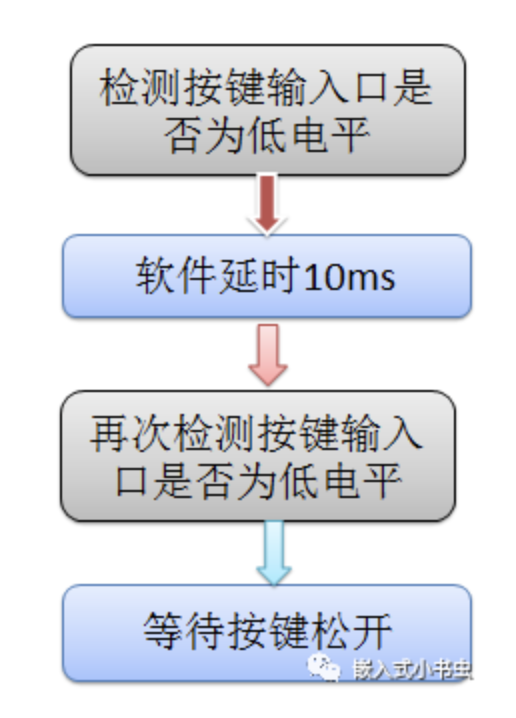 检测按键输入口是
否为低电平
软件延时10ms
再次检测按键输入
口是否为低电平
等待按键松开
嵌入式小书虫